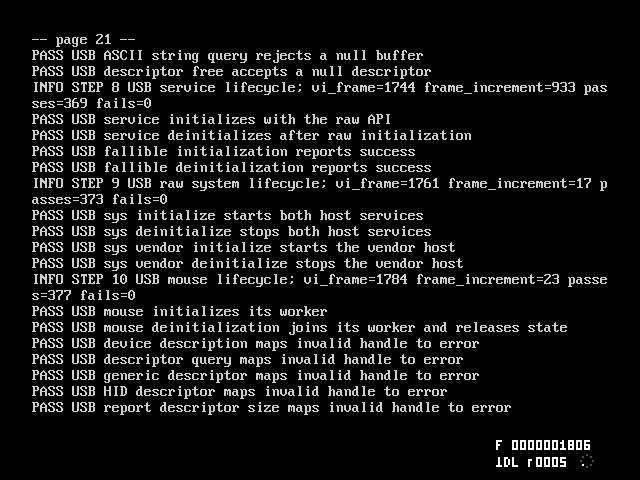 -- page 21 --
PASS USB ASCII string query rejects a null buffer
PASS USB descriptor free accepts a null descriptor
INFO STEP 8 USB service lifecycle; vi_frame=1744 frame_increment=933 pas
ses=369 fails=0
PASS USB service initializes with the raw API
PASS USB service deinitializes after raw initialization
PASS USB fallible initialization reports success
PASS USB fallible deinitialization reports success
INFO STEP 9 USB raw system lifecycle; vi_frame=1761 frame_increment=17 p
asses=373 fails=0
PASS USB sys initialize starts both host services
PASS USB sys deinitialize stops both host services
PASS USB sys vendor initialize starts the vendor host
PASS USB sys vendor deinitialize stops the vendor host
INFO STEP 10 USB mouse lifecycle; vi_frame=1784 frame_increment=23 passe
s=377 fails=0
PASS USB mouse initializes its worker
PASS USB mouse deinitialization joins its worker and releases state
PASS USB device description maps invalid handle to error
PASS USB descriptor query maps invalid handle to error
PASS USB generic descriptor maps invalid handle to error
PASS USB HID descriptor maps invalid handle to error
PASS USB report descriptor size maps invalid handle to error
F 0000001806
IDL r0005